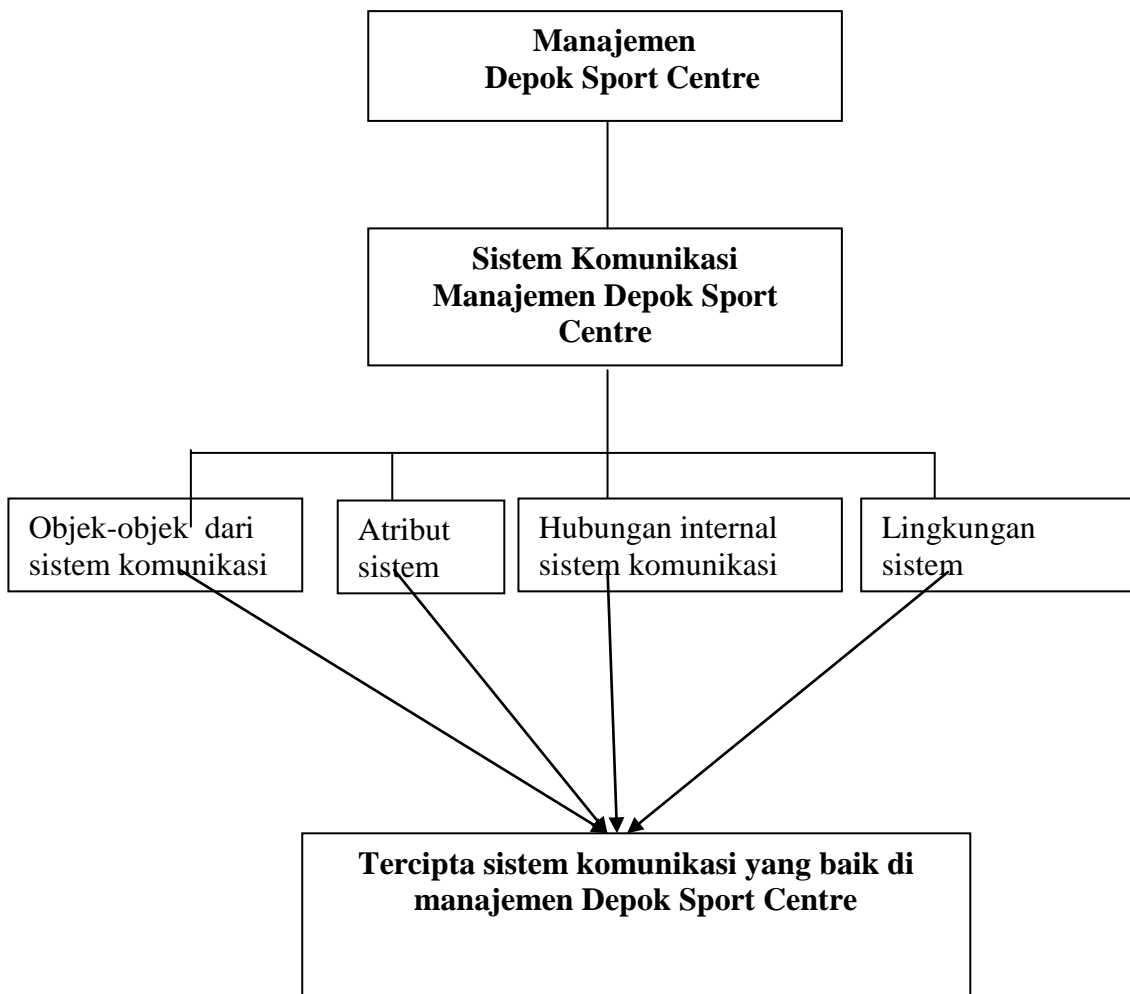 Manajemen
Depok Sport Centre
Sistem Komunikasi
Manajemen Depok Sport
Centre
Objek-objek dari
sistem komunikasi
Atribut
sistem
Hubungan internal
sistem komunikasi
Lingkungan
sistem
Tercipta sistem komunikasi yang baik di
manajemen Depok Sport Centre